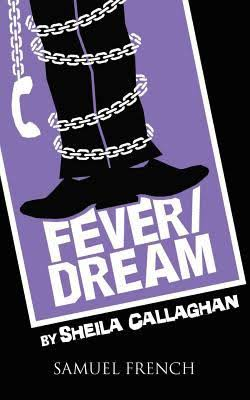 FEVER/
DREAM
BY SHEILA CALLAGHAN
SAMUEL FRENCH